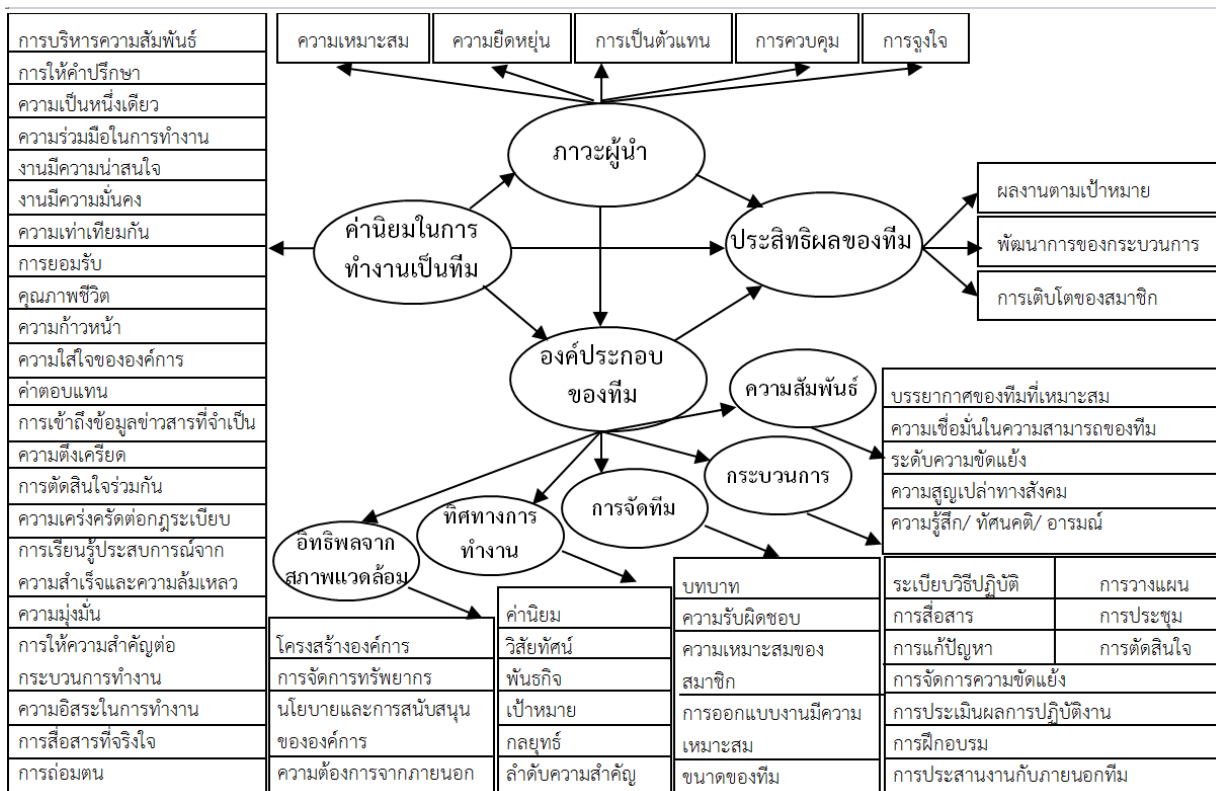 การบริหารความสัมพันธ์
การให้คำปรึกษา
ความเป็นหนึ่งเดียว
ความร่วมมือในการทำงาน
งานมีความน่าสนใจ
งานมีความมั่นคง
ความเท่าเทียมกัน
การยอมรับ
คุณภาพชีวิต
ความก้าวหน้า
ความใส่ใจขององค์การ
ค่าตอบแทน
การเข้าถึงข้อมูลข่าวสารที่จำเป็น
ความตึงเครียด
การตัดสินใจร่วมกัน
ความเคร่งครัดต่อกฎระเบียบ
การเรียนรู้ประสบการณ์จาก
ความสำเร็จและความล้มเหลว
ความมุ่งมั่น
การให้ความสำคัญต่อ
กระบวนการทำงาน
ความอิสระในการทำงาน
การสื่อสารที่จริงใจ
การถ่อมตน
ความเหมาะสม
ความยืดหยุ่น
การเป็นตัวแทน
การควบคุม
การจูงใจ
ภาวะผู้นำ
ค่านิยมในการ
ทำงานเป็นทีม
ประสิทธิผลของทีม
ผลงานตามเป้าหมาย
พัฒนาการของกระบวนการ
การเติบโตของสมาชิก
องค์ประกอบ
ของทีม
ความสัมพันธ์
กระบวนการ
การจัดทีม
ทิศทางการ
ทำงาน
อิทธิพลจาก
สภาพแวดล้อม
บรรยากาศของทีมที่เหมาะสม
ความเชื่อมั่นในความสามารถของทีม
ระดับความขัดแย้ง
ความสูญเปล่าทางสังคม
ความรู้สึก/ ทัศนคติ/ อารมณ์
โครงสร้างองค์การ
การจัดการทรัพยากร
นโยบายและการสนับสนุน
ขององค์การ
ความต้องการจากภายนอก
ค่านิยม
วิสัยทัศน์
พันธกิจ
เป้าหมาย
กลยุทธ์
ลำดับความสำคัญ
บทบาท
ความรับผิดชอบ
ความเหมาะสมของ
สมาชิก
การออกแบบงานมีความ
เหมาะสม
ขนาดของทีม
ระเบียบวิธีปฏิบัติ
การวางแผน
การสื่อสาร
การประชุม
การแก้ปัญหา
การตัดสินใจ
การจัดการความขัดแย้ง
การประเมินผลการปฏิบัติงาน
การฝึกอบรม
การประสานงานกับภายนอกทีม